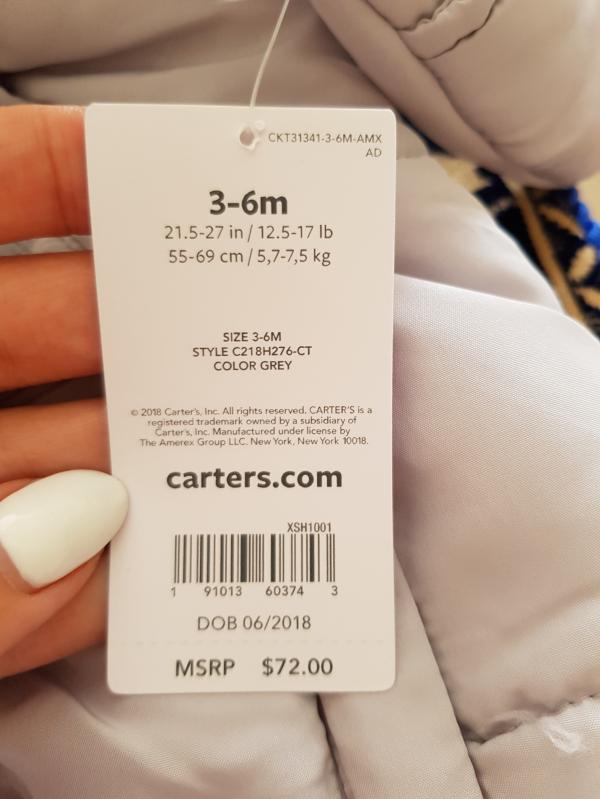 CKT31341-3-6M-AMX
AD
3-6m
21.5-27 in / 12.5-17 lb
55-69 cm / 5,7-7,5 kg
SIZE 3-6M
STYLE C218H276-CT
COLOR GREY
© 2018 Carter's, Inc. All rights reserved. CARTER'S is a
registered trademark owned by a subsidiary of
Carter's, Inc. Manufactured under license by
The Amerex Group LLC. New York, New York 10018.
carters.com
XSH1001
1 91013 60374 3
DOB 06/2018
MSRP $72.00